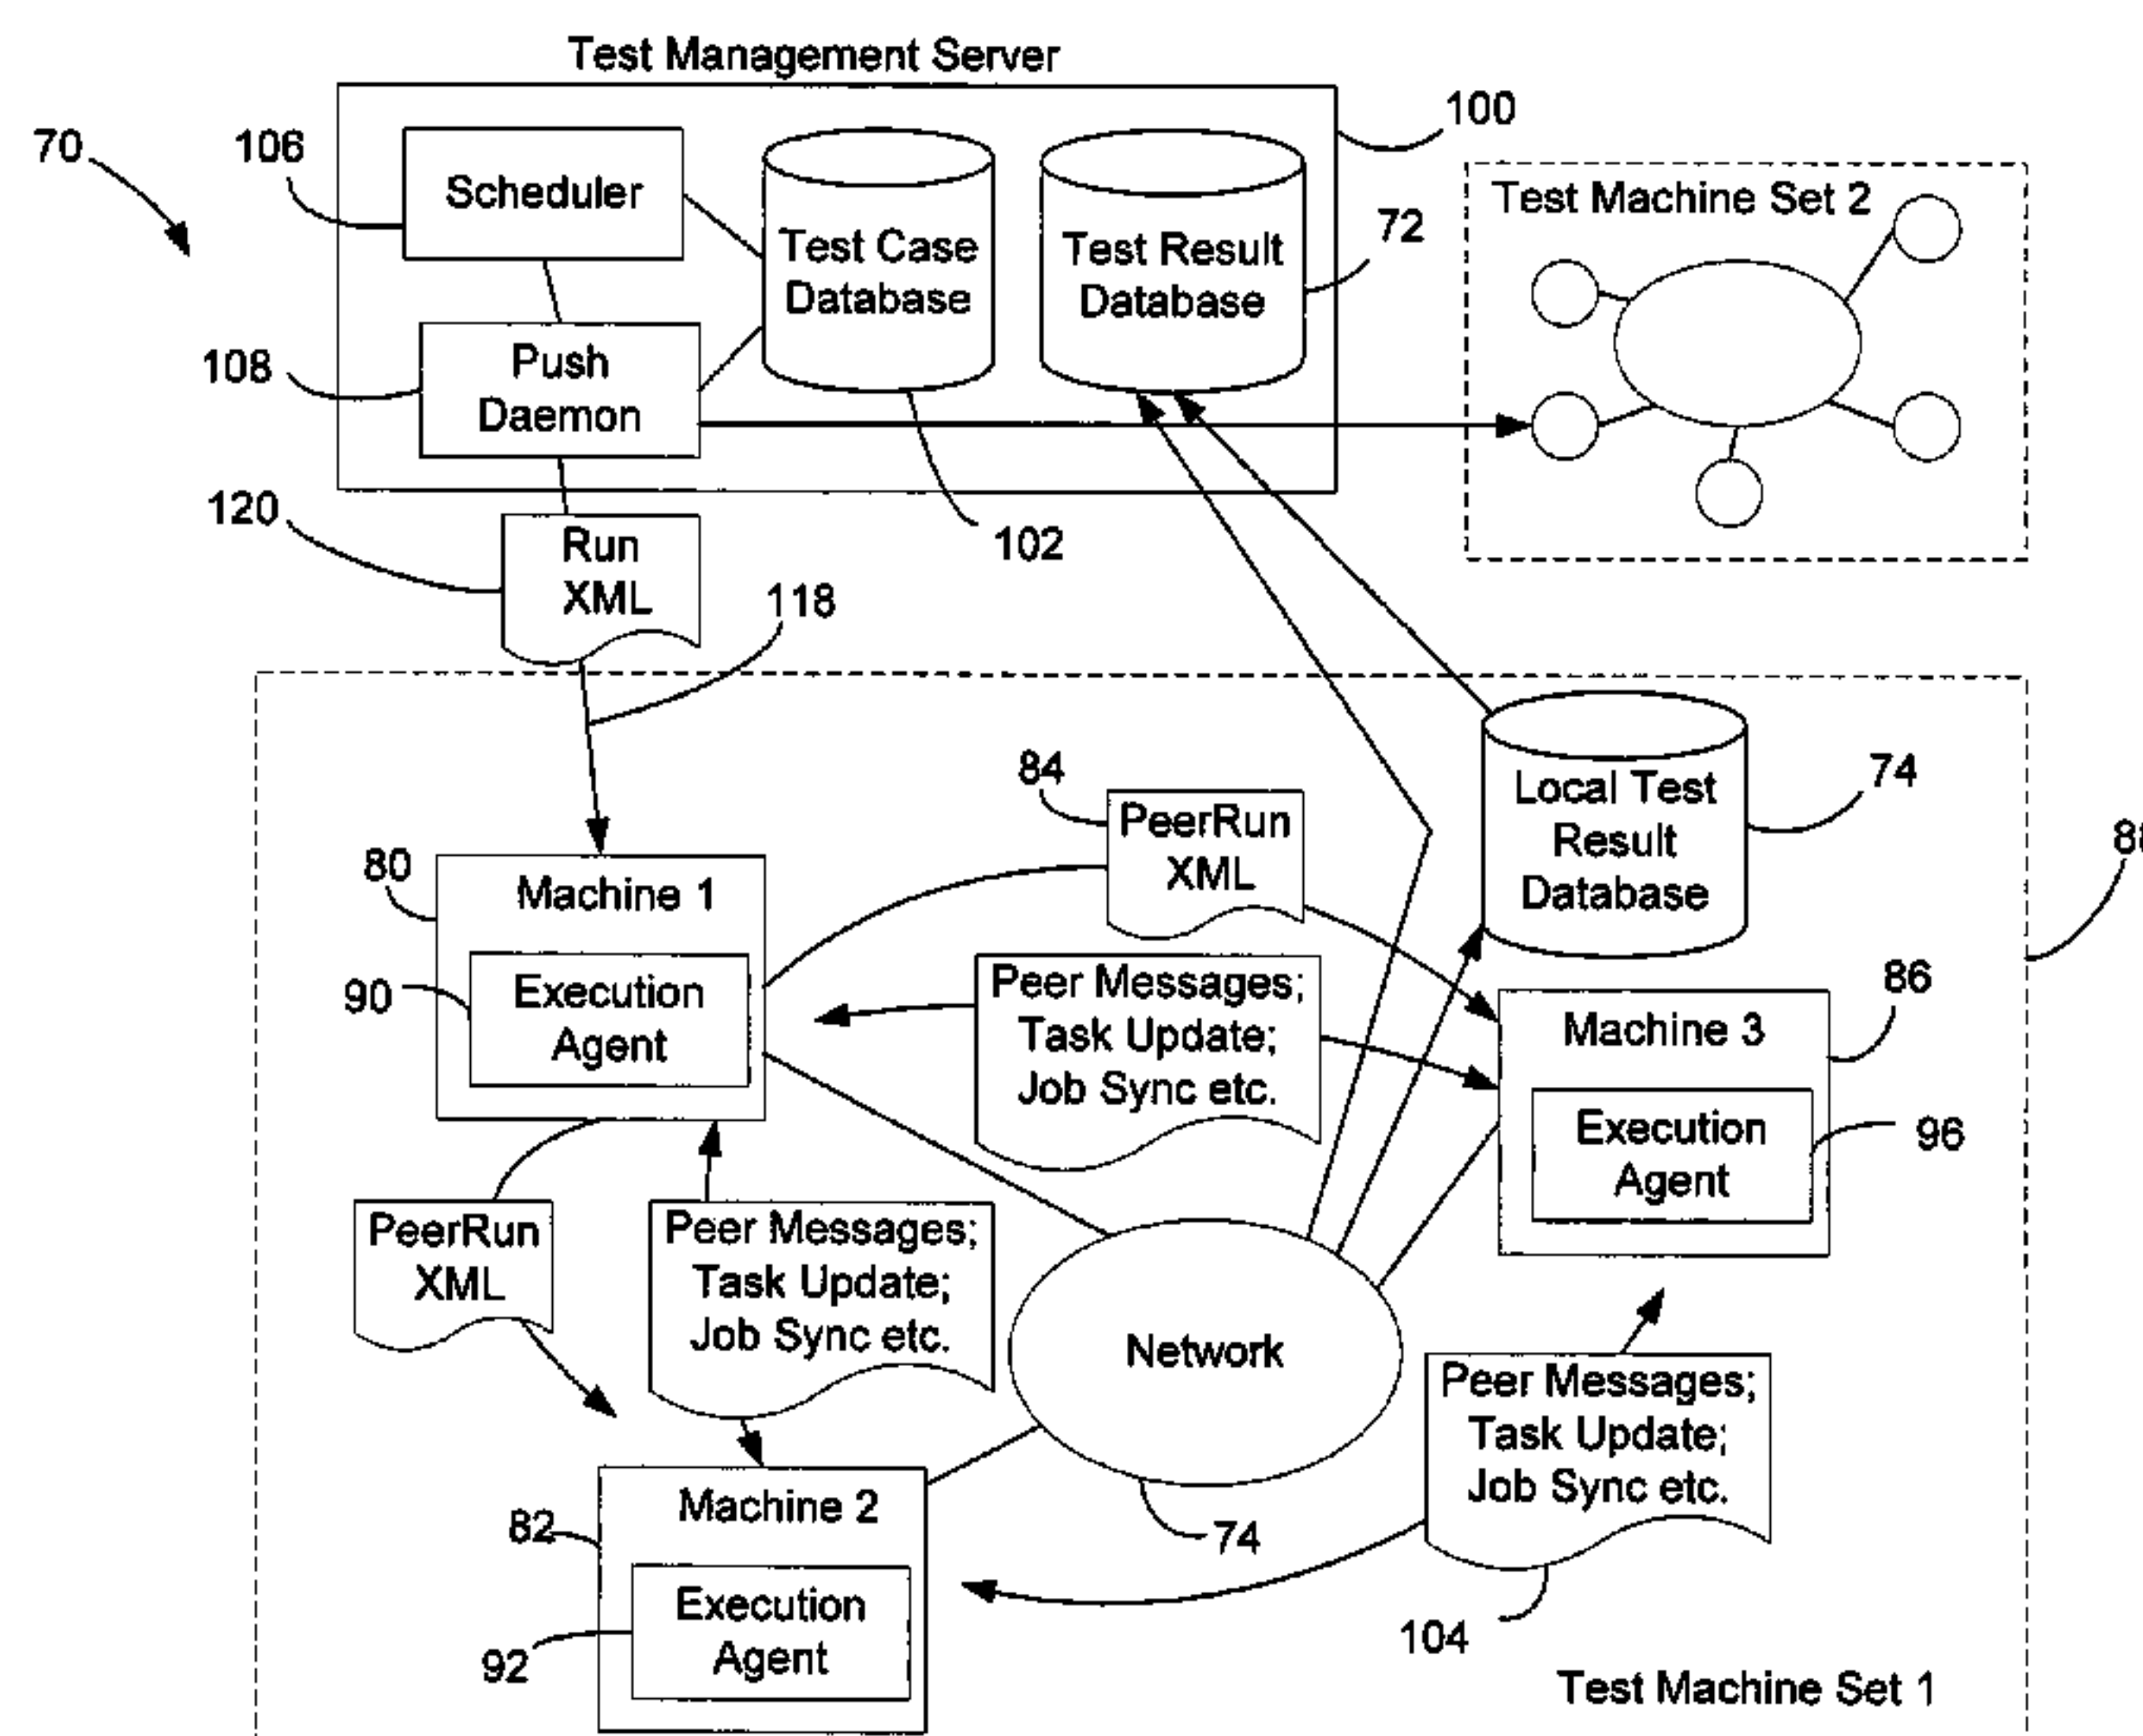 Test Management Server
70
106
Scheduler
Test Case
Database
Test Result
Database
100
72
Test Machine Set 2
108
Push
Daemon
120
Run
XML
102
118
84
PeerRun
XML
Local Test
Result
Database
74
80
Machine 1
90
Execution
Agent
Peer Messages;
Task Update;
Job Sync etc.
86
Machine 3
Execution
Agent
96
PeerRun
XML
Peer Messages;
Task Update;
Job Sync etc.
Network
74
Peer Messages;
Task Update;
Job Sync etc.
104
82
Machine 2
92
Execution
Agent
Test Machine Set 1